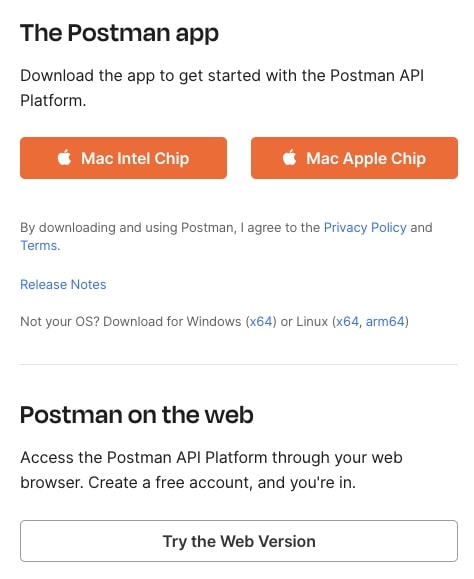 The Postman app
Download the app to get started with the Postman API
Platform.
Mac Intel Chip
Mac Apple Chip
By downloading and using Postman, I agree to the Privacy Policy and
Terms.
Release Notes
Not your OS? Download for Windows (x64) or Linux (x64, arm64)
Postman on the web
Access the Postman API Platform through your web
browser. Create a free account, and you're in.
Try the Web Version